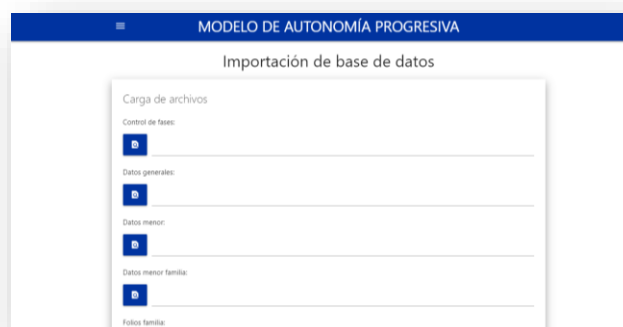 MODELO DE AUTONOMÍA PROGRESIVA
Importación de base de datos
Carga de archivos
Control de fases:
Datos generales:
Datos menor:
Datos menor familia:
Folios familia: